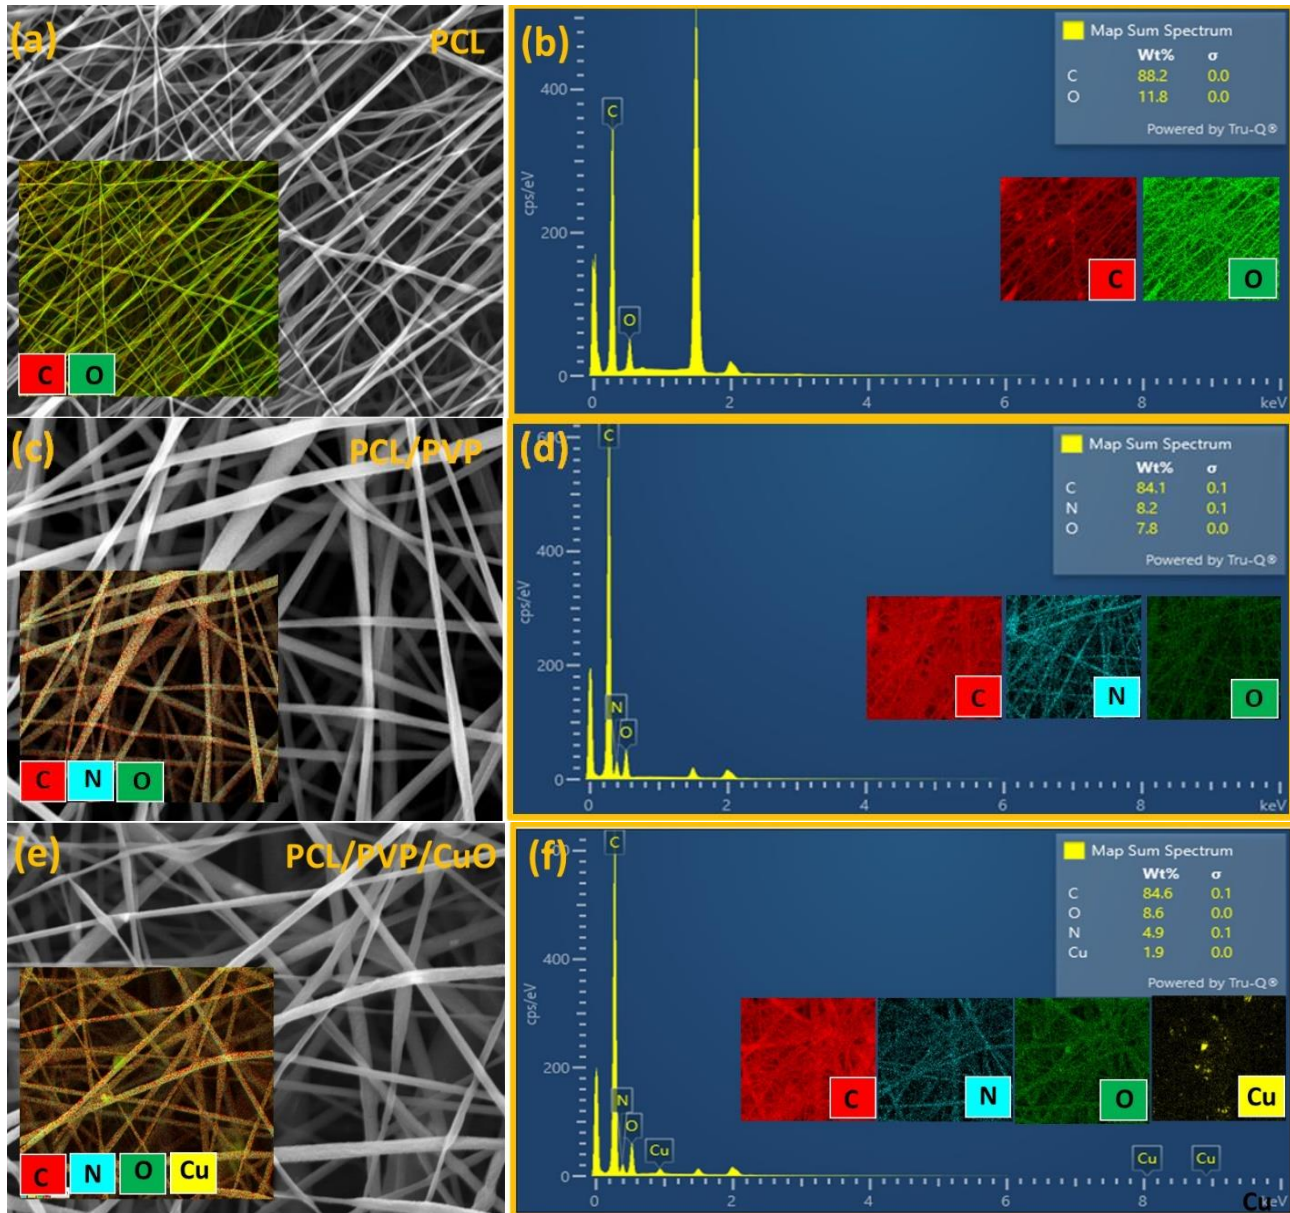 (a)
PCL
C O
(b)
Map Sum Spectrum
Wt% σ
C 88.2 0.0
O 11.8 0.0
Powered by Tru-Q®
400
200
0
cps/eV
C
O
C
O
0 2 4 6 8 keV
(c)
PCL/PVP
C N O
(d)
Map Sum Spectrum
Wt% σ
C 84.1 0.1
N 8.2 0.1
O 7.8 0.0
Powered by Tru-Q®
600
400
200
0
cps/eV
C
N
O
C
N
O
0 2 4 6 8 keV
(e)
PCL/PVP/CuO
C N O Cu
(f)
Map Sum Spectrum
Wt% σ
C 84.6 0.1
O 8.6 0.0
N 4.9 0.1
Cu 1.9 0.0
Powered by Tru-Q®
400
200
0
cps/eV
C
N
O
Cu
C
N
O
Cu
Cu Cu
0 2 4 6 8 keV
Cu